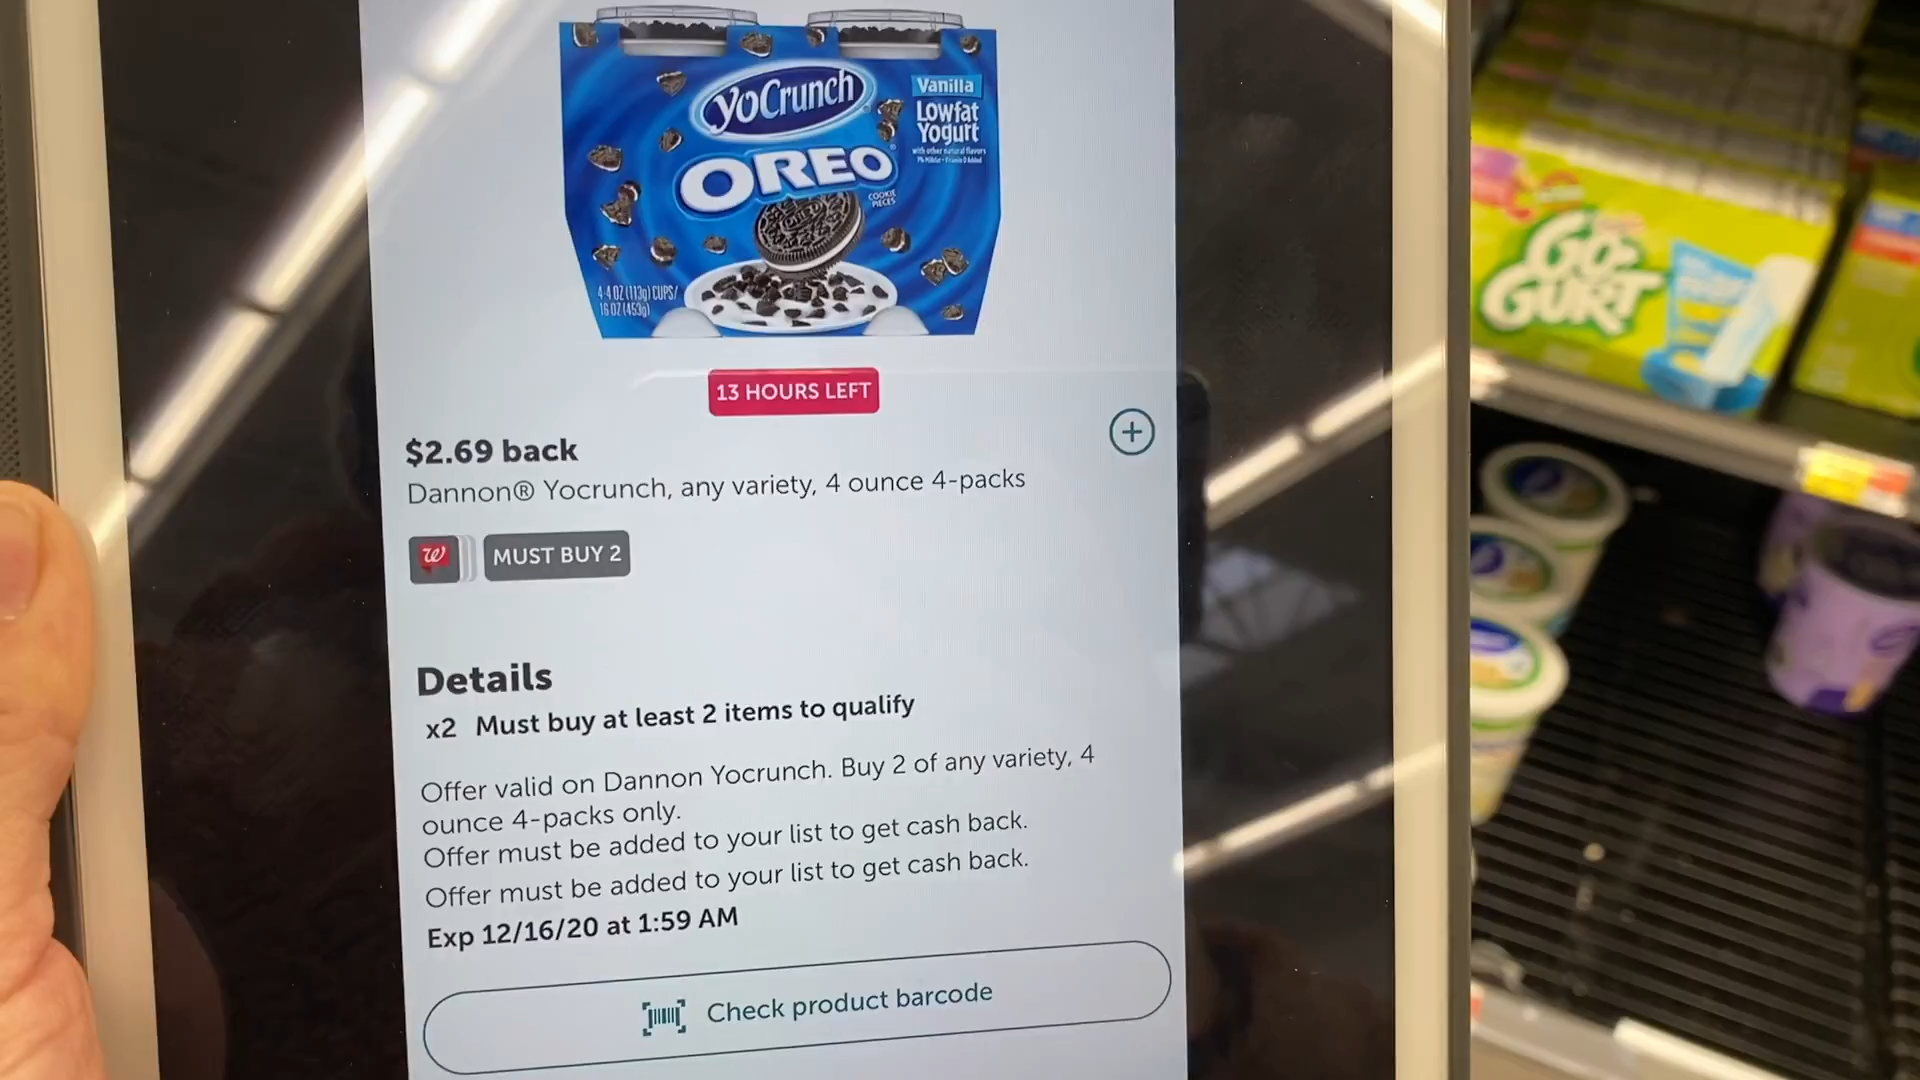 YoCrunch
Vanilla
Lowfat
Yogurt
with other natural flavors
OREO
COOKIE
PIECES
4-4 OZ (113g) CUPS/
16 OZ (453g)
13 HOURS LEFT
$2.69 back
Dannon® Yocrunch, any variety, 4 ounce 4-packs
W
MUST BUY 2
Details
x2 Must buy at least 2 items to qualify
Offer valid on Dannon Yocrunch. Buy 2 of any variety, 4
ounce 4-packs only.
Offer must be added to your list to get cash back.
Offer must be added to your list to get cash back.
Exp 12/16/20 at 1:59 AM
Check product barcode
GO-
GURT